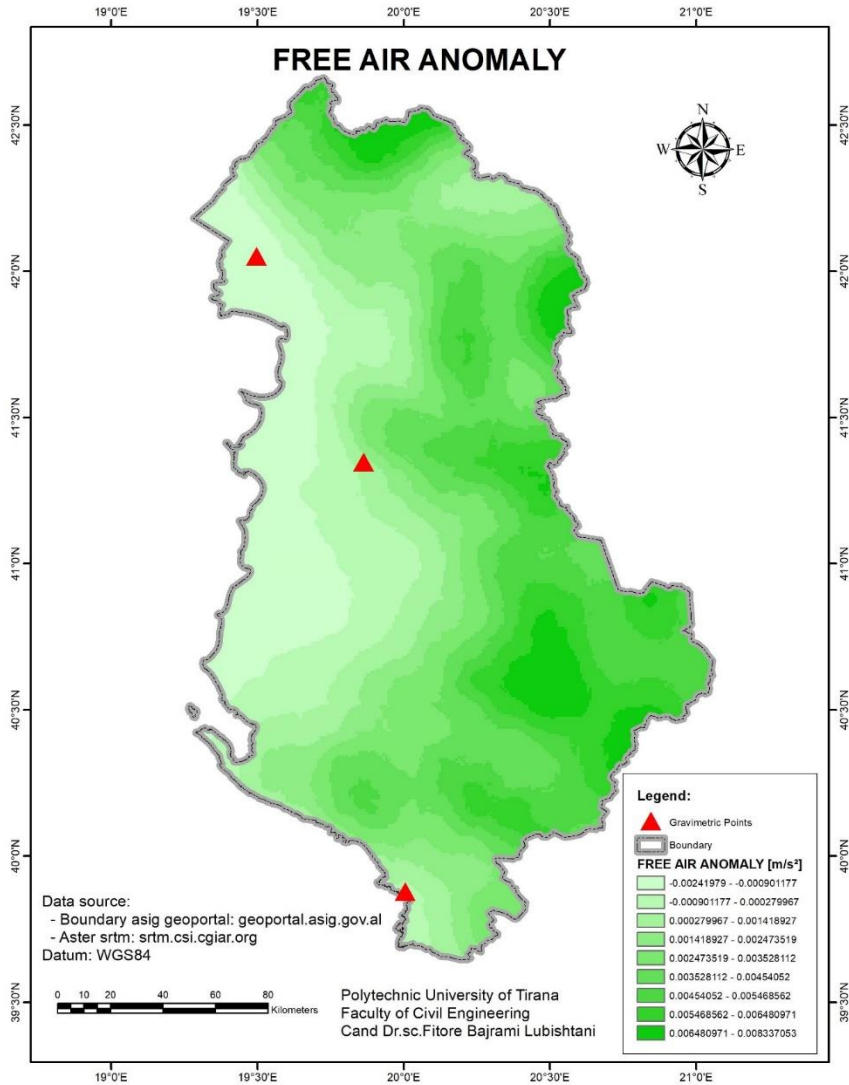 19°0'E 19°30'E 20°0'E 20°30'E 21°0'E
FREE AIR ANOMALY
N
W E
S
42°30'N 42°30'N
42°0'N 42°0'N
41°30'N 41°30'N
41°0'N 41°0'N
40°30'N 40°30'N
40°0'N 40°0'N
39°30'N 39°30'N
Legend:
Gravimetric Points
Boundary
FREE AIR ANOMALY [m/s²]
-0.00241979 - -0.000901177
-0.000901177 - 0.000279967
0.000279967 - 0.001418927
0.001418927 - 0.002473519
0.002473519 - 0.003528112
0.003528112 - 0.00454052
0.00454052 - 0.005468562
0.005468562 - 0.006480971
0.006480971 - 0.008337053
Data source:
- Boundary asig geoportal: geoportal.asig.gov.al
- Aster srtm: srtm.csi.cgiar.org
Datum: WGS84
0 10 20 40 60 80
Kilometers
Polytechnic University of Tirana
Faculty of Civil Engineering
Cand Dr.sc.Fitore Bajrami Lubishtani
19°0'E 19°30'E 20°0'E 20°30'E 21°0'E